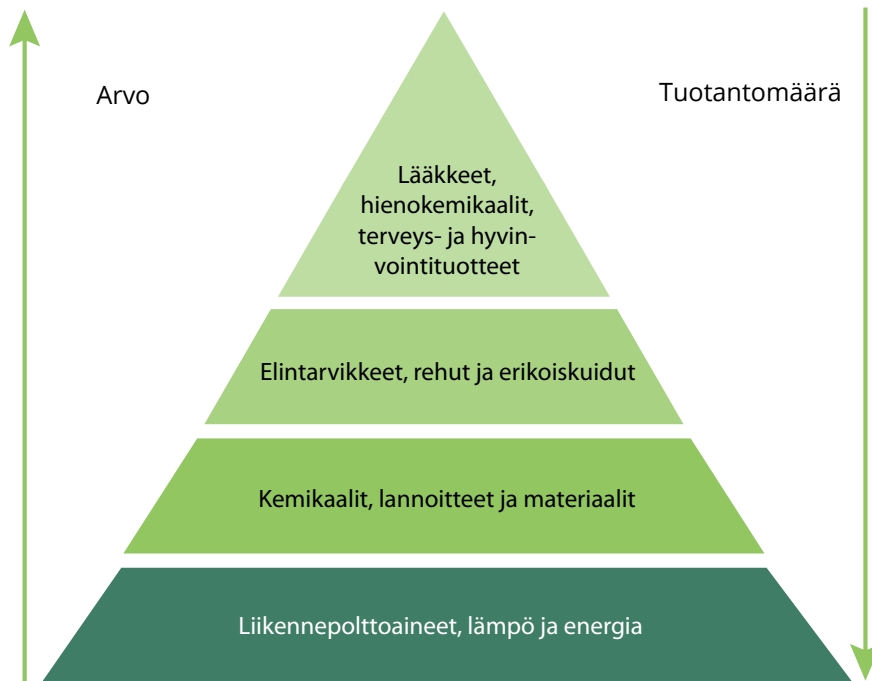 Arvo
Tuotantomäärä
Lääkkeet,
hienokemikaalit,
terveys- ja hyvin-
vointituotteet
Elintarvikkeet, rehut ja erikoiskuidut
Kemikaalit, lannoitteet ja materiaalit
Liikennepolttoaineet, lämpö ja energia